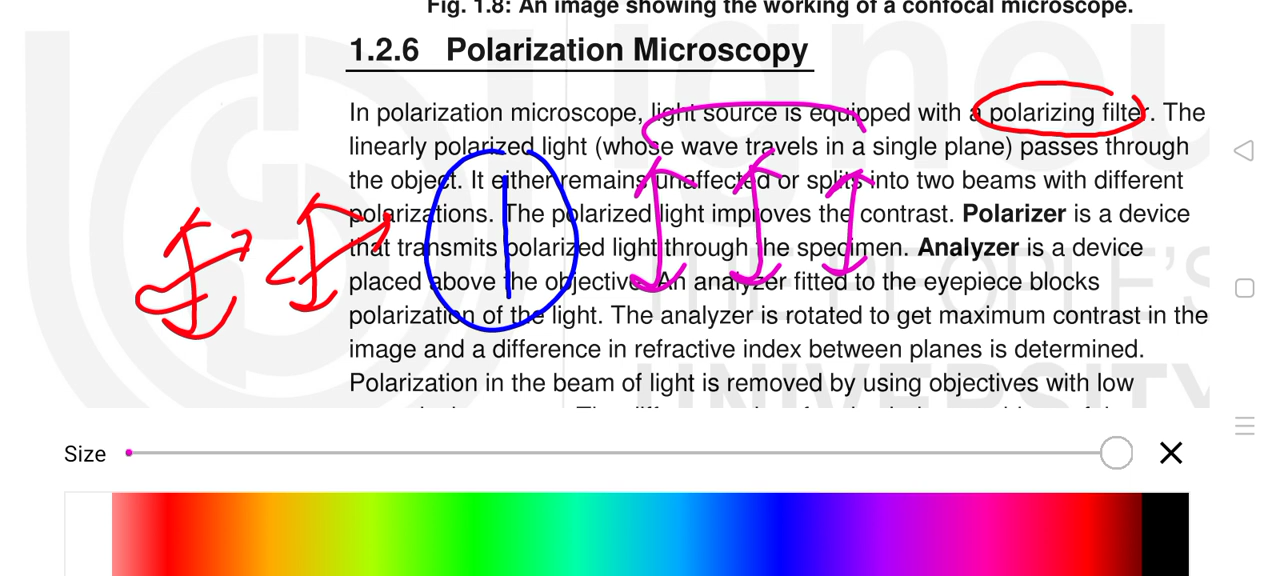 Fig. 1.8: An image showing the working of a confocal microscope.
1.2.6 Polarization Microscopy
In polarization microscope, light source is equipped with a polarizing filter. The
linearly polarized light (whose wave travels in a single plane) passes through
the object. It either remains unaffected or splits into two beams with different
polarizations. The polarized light improves the contrast. Polarizer is a device
that transmits polarized light through the specimen. Analyzer is a device
placed above the objective. An analyzer fitted to the eyepiece blocks
polarization of the light. The analyzer is rotated to get maximum contrast in the
image and a difference in refractive index between planes is determined.
Polarization in the beam of light is removed by using objectives with low
ignou
THE PEOPLE'S
UNIVERSITY
Size